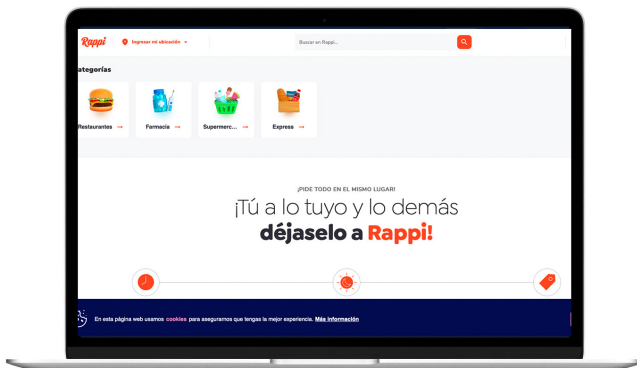 Rappi
Ingresar mi ubicación
Buscar en Rappi...
ategorías
Restaurantes
Farmacia
Supermerc...
Express
¡PIDE TODO EN EL MISMO LUGAR!
¡Tú a lo tuyo y lo demás
déjaselo a Rappi!
En esta página web usamos cookies para asegurarnos que tengas la mejor experiencia. Más información